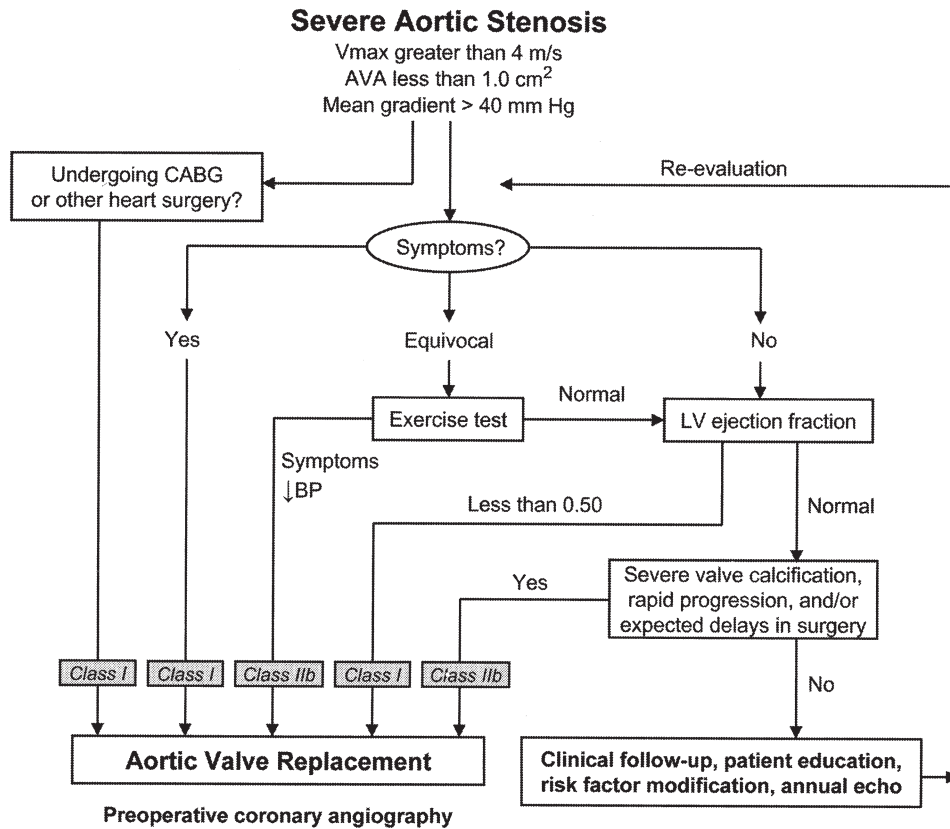 Severe Aortic Stenosis
Vmax greater than 4 m/s
AVA less than 1.0 cm²
Mean gradient > 40 mm Hg
Undergoing CABG
or other heart surgery?
Re-evaluation
Symptoms?
Yes
Equivocal
No
Exercise test
Normal
LV ejection fraction
Symptoms
↓BP
Less than 0.50
Normal
Severe valve calcification,
rapid progression, and/or
expected delays in surgery
Yes
Class I
Class I
Class IIb
Class I
Class IIb
No
Aortic Valve Replacement
Clinical follow-up, patient education,
risk factor modification, annual echo
Preoperative coronary angiography